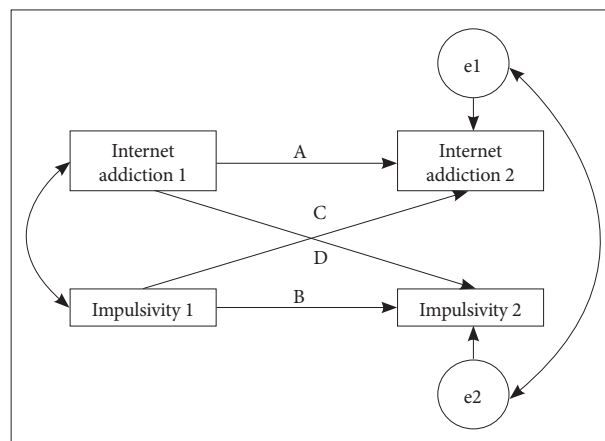 e1
Internet
addiction 1
A
Internet
addiction 2
C
D
Impulsivity 1
B
Impulsivity 2
e2